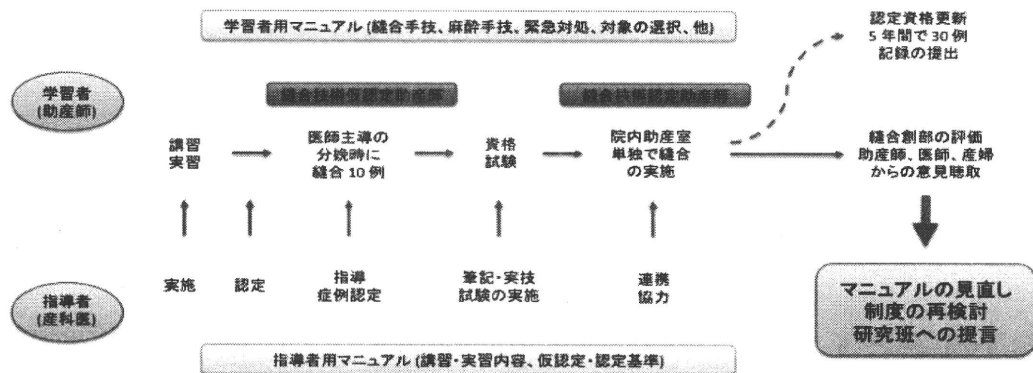 学習者用マニュアル (縫合手技、麻酔手技、緊急対処、対象の選択、他)
認定資格更新
5年間で30例
記録の提出
学習者
(助産師)
縫合技術仮認定助産師
縫合技術認定助産師
講習
実習
医師主導の
分娩時に
縫合10例
資格
試験
院内助産室
単独で縫合
の実施
縫合創部の評価
助産師、医師、産婦
からの意見聴取
実施
認定
指導
症例認定
筆記・実技
試験の実施
連携
協力
指導者
(産科医)
マニュアルの見直し
制度の再検討
研究班への提言
指導者用マニュアル (講習・実習内容、仮認定・認定基準)